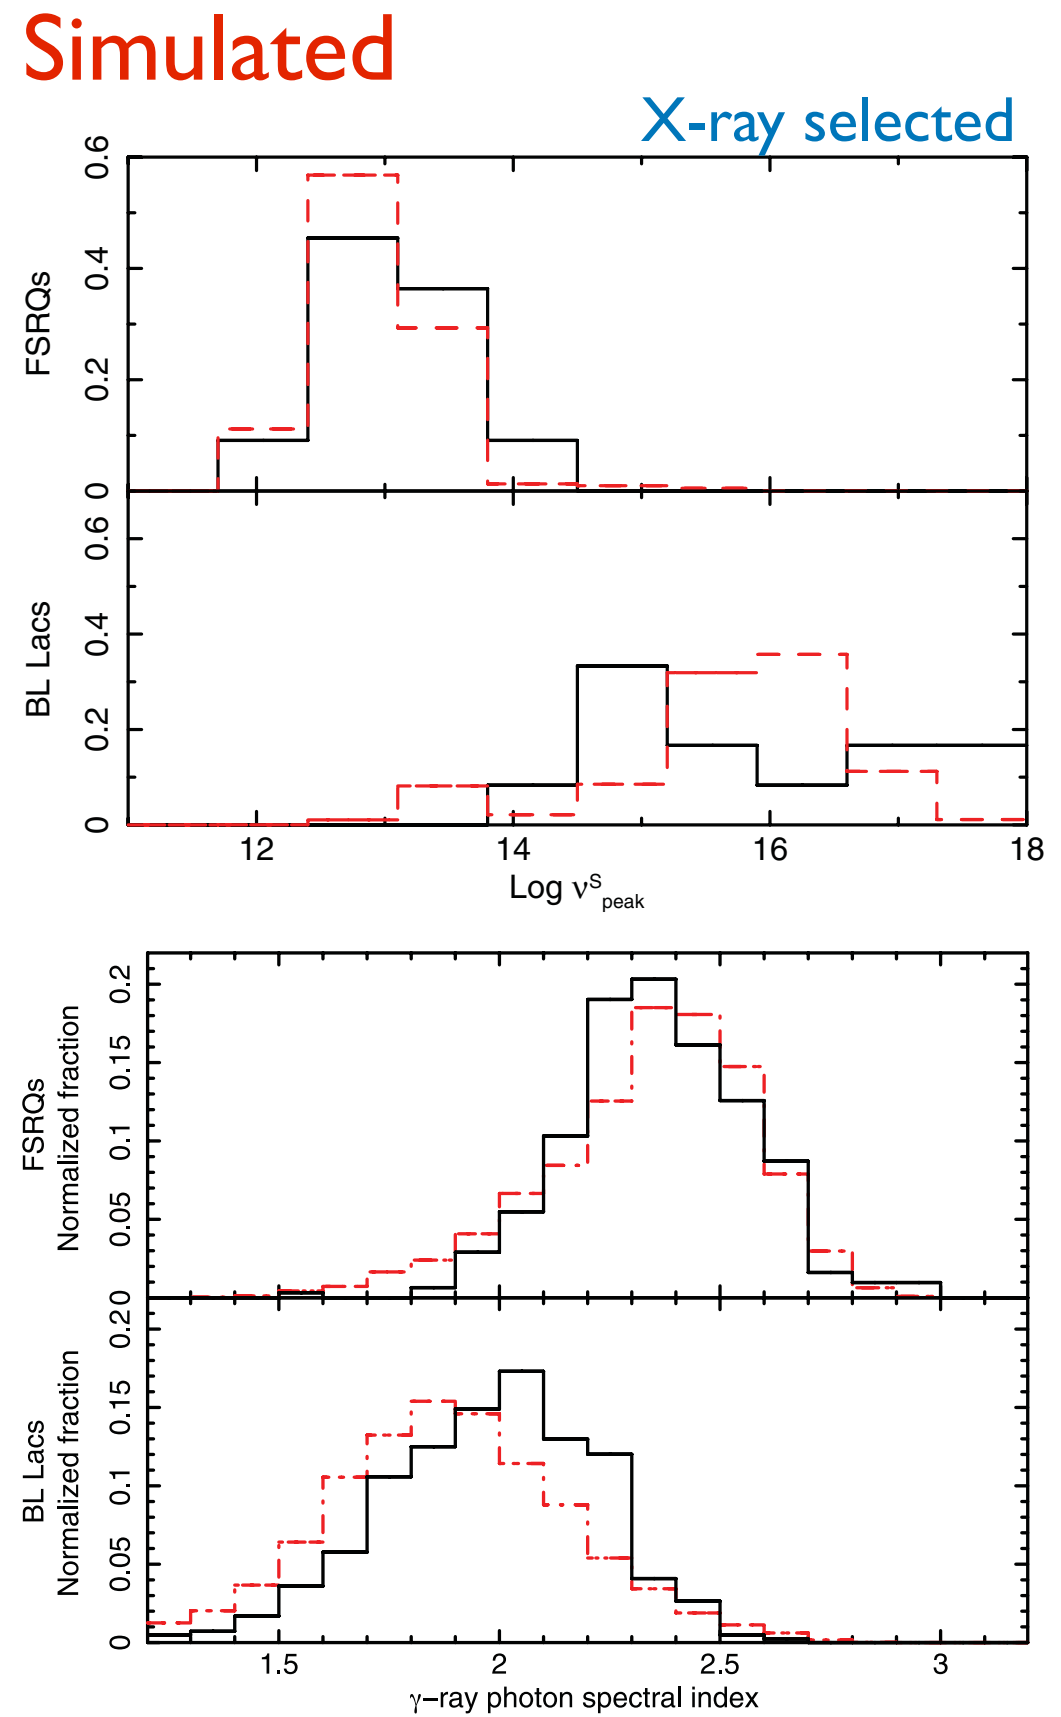 Simulated
X-ray selected
0.6
0.4
0.2
0
FSRQs
0.6
0.4
0.2
0
BL Lacs
12 14 16 18
Log νS peak
0.2
0.15
0.1
0.05
0
FSRQs
Normalized fraction
0.2
0.15
0.1
0.05
0
BL Lacs
Normalized fraction
1.5 2 2.5 3
γ−ray photon spectral index